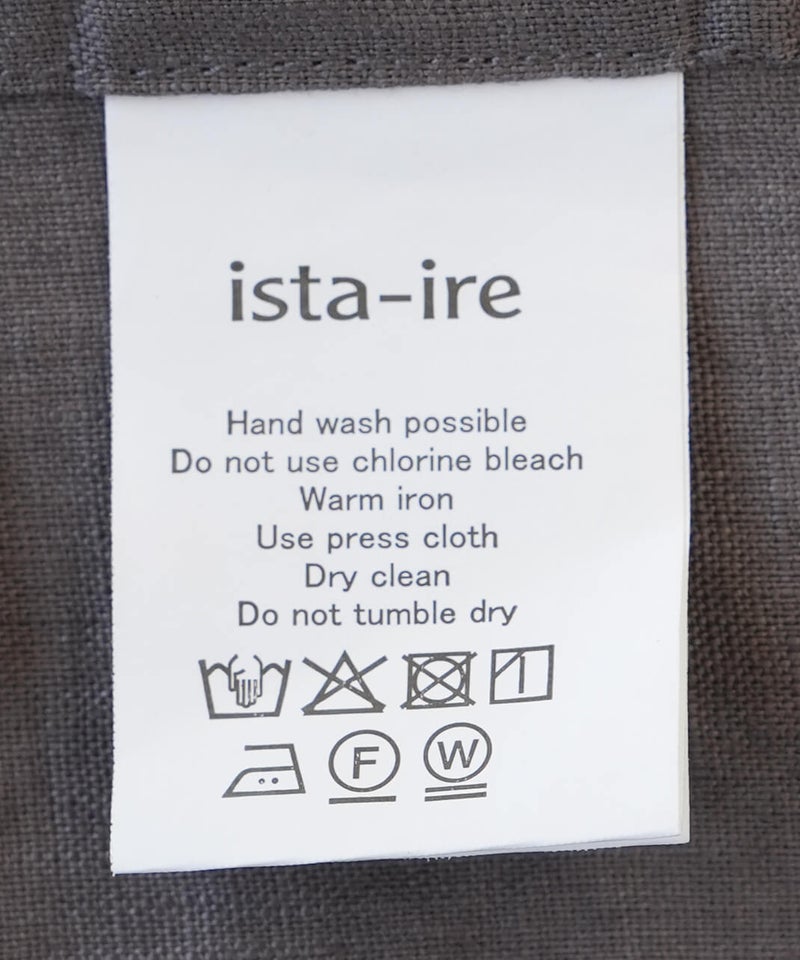 ista-ire
Hand wash possible
Do not use chlorine bleach
Warm iron
Use press cloth
Dry clean
Do not tumble dry
F W